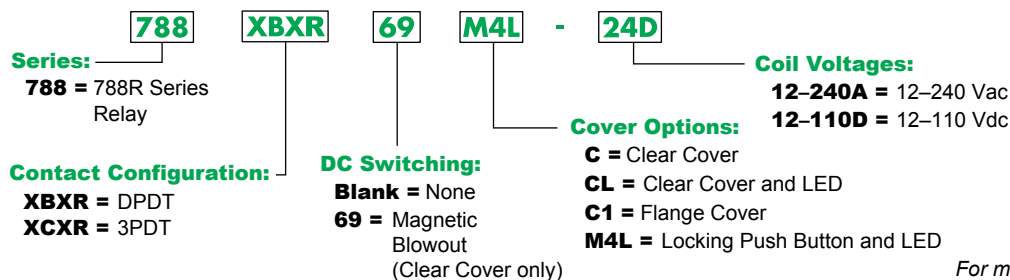 788 XBXR 69 M4L - 24D
Series:
788 = 788R Series
Relay
Contact Configuration:
XBXR = DPDT
XCXR = 3PDT
DC Switching:
Blank = None
69 = Magnetic
Blowout
(Clear Cover only)
Cover Options:
C = Clear Cover
CL = Clear Cover and LED
C1 = Flange Cover
M4L = Locking Push Button and LED
Coil Voltages:
12–240A = 12–240 Vac
12–110D = 12–110 Vdc
For m